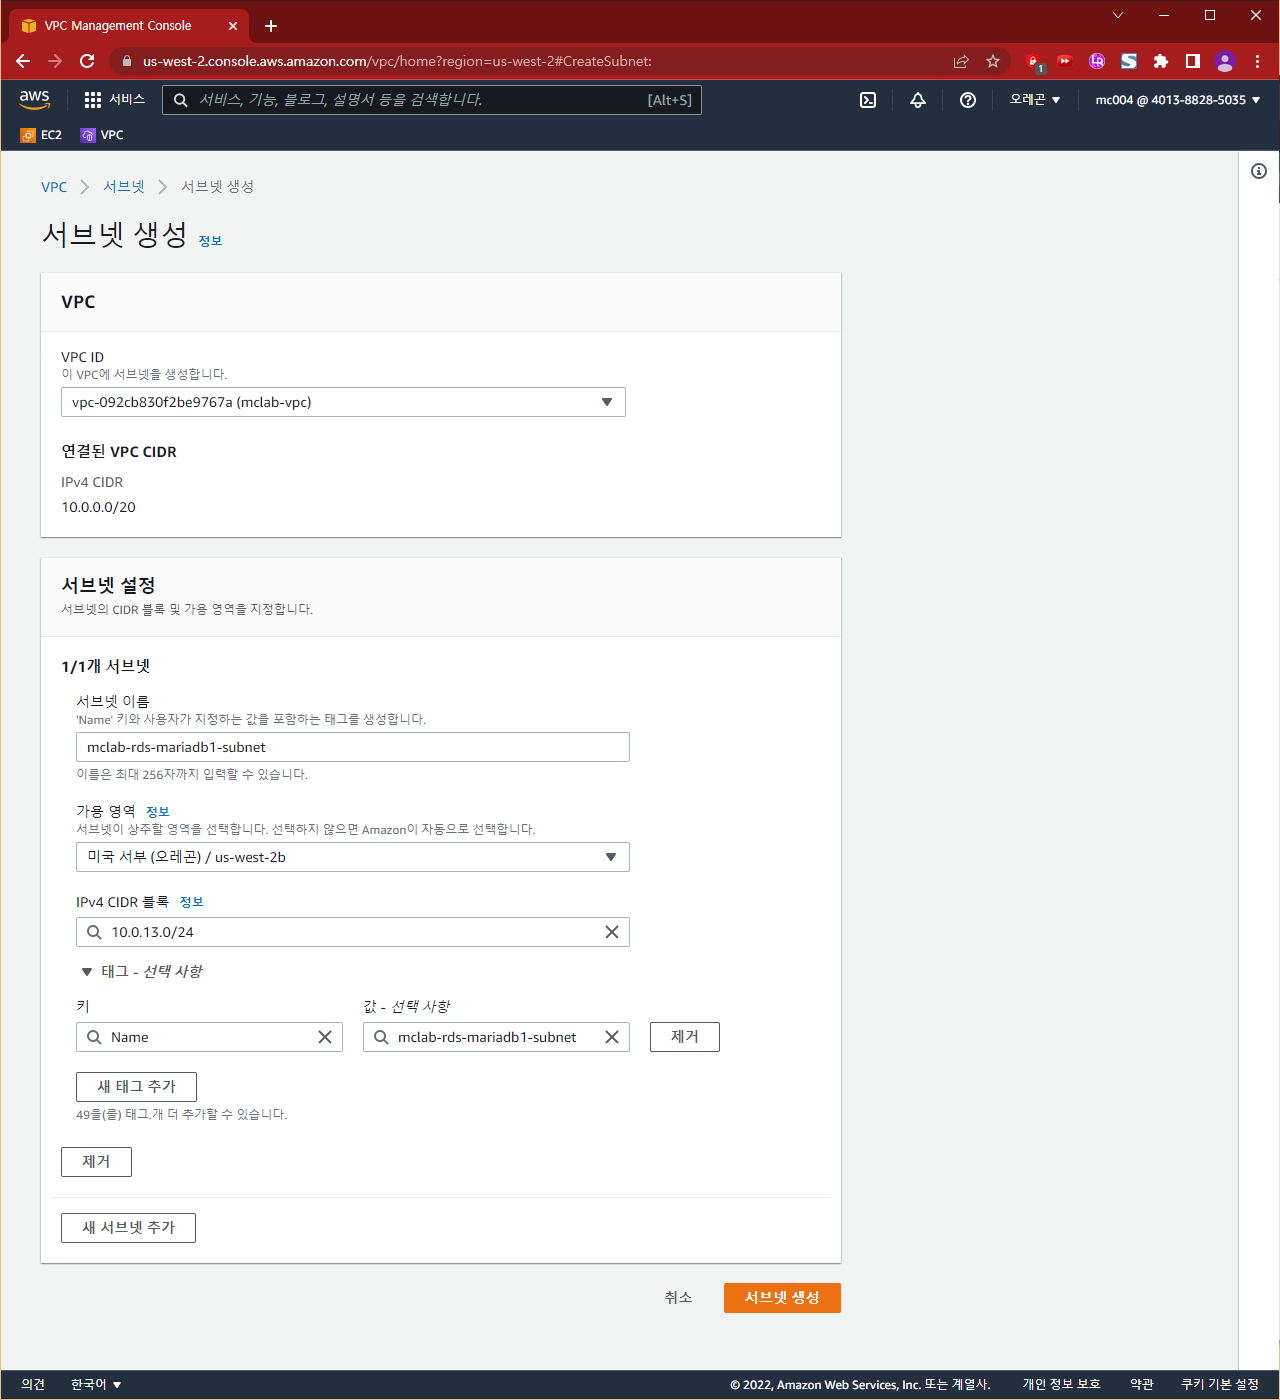 VPC Management Console
us-west-2.console.aws.amazon.com/vpc/home?region=us-west-2#CreateSubnet:
1
LR
S
aws
서비스
서비스, 기능, 블로그, 설명서 등을 검색합니다.
[Alt+S]
오레곤 ▼
mc004 @ 4013-8828-5035 ▼
EC2
VPC
VPC > 서브넷 > 서브넷 생성
서브넷 생성 정보
VPC
VPC ID
이 VPC에 서브넷을 생성합니다.
vpc-092cb830f2be9767a (mclab-vpc)
연결된 VPC CIDR
IPv4 CIDR
10.0.0.0/20
서브넷 설정
서브넷의 CIDR 블록 및 가용 영역을 지정합니다.
1/1개 서브넷
서브넷 이름
'Name' 키와 사용자가 지정하는 값을 포함하는 태그를 생성합니다.
mclab-rds-mariadb1-subnet
이름은 최대 256자까지 입력할 수 있습니다.
가용 영역 정보
서브넷이 상주할 영역을 선택합니다. 선택하지 않으면 Amazon이 자동으로 선택합니다.
미국 서부 (오레곤) / us-west-2b
IPv4 CIDR 블록 정보
10.0.13.0/24
▼ 태그 - 선택 사항
키
값 - 선택 사항
Name
mclab-rds-mariadb1-subnet
제거
새 태그 추가
49을(를) 태그.개 더 추가할 수 있습니다.
제거
새 서브넷 추가
취소
서브넷 생성
의견
한국어 ▼
© 2022, Amazon Web Services, Inc. 또는 계열사.
개인 정보 보호
약관
쿠키 기본 설정